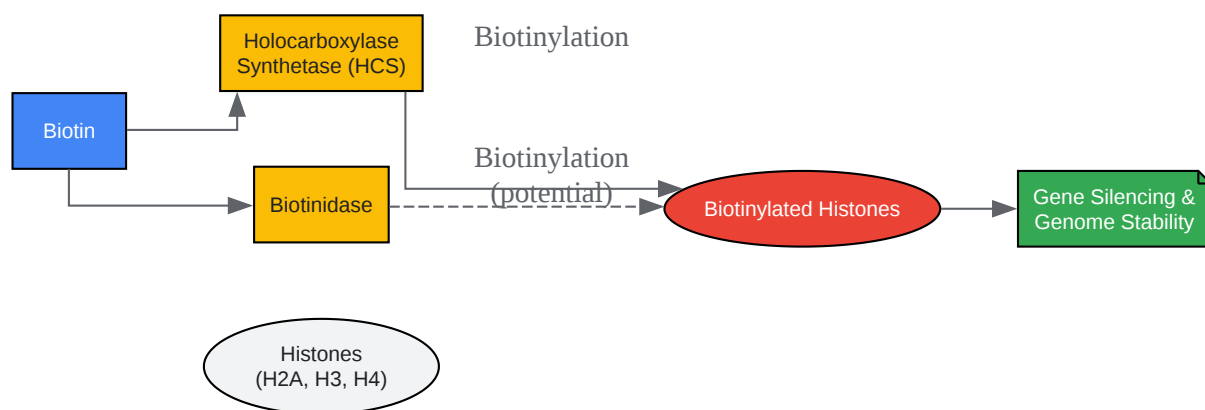 Holocarboxylase
Synthetase (HCS)
Biotinylation
Biotin
Biotinylation
(potential)
Biotinidase
Biotinylated Histones
Gene Silencing &
Genome Stability
Histones
(H2A, H3, H4)